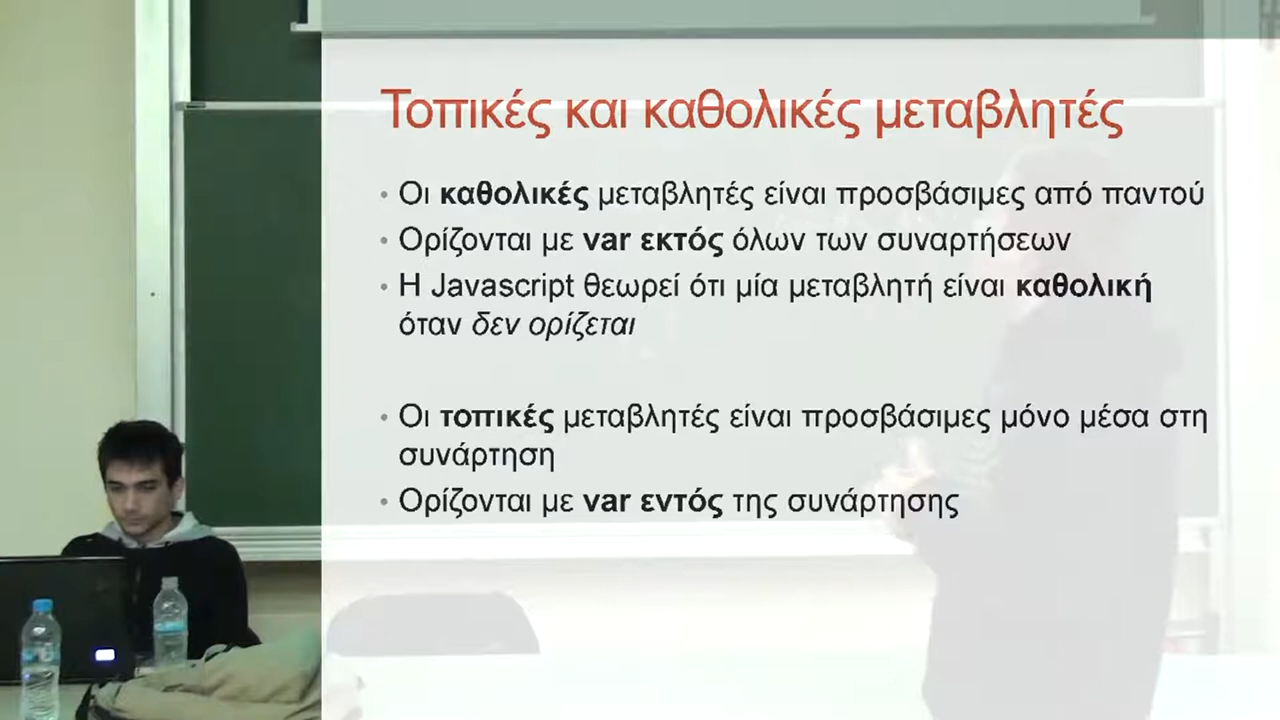 Τοπικές και καθολικές μεταβλητές
• Οι καθολικές μεταβλητές είναι προσβάσιμες από παντού
• Ορίζονται με var εκτός όλων των συναρτήσεων
• Η Javascript θεωρεί ότι μία μεταβλητή είναι καθολική
όταν δεν ορίζεται
• Οι τοπικές μεταβλητές είναι προσβάσιμες μόνο μέσα στη
συνάρτηση
• Ορίζονται με var εντός της συνάρτησης